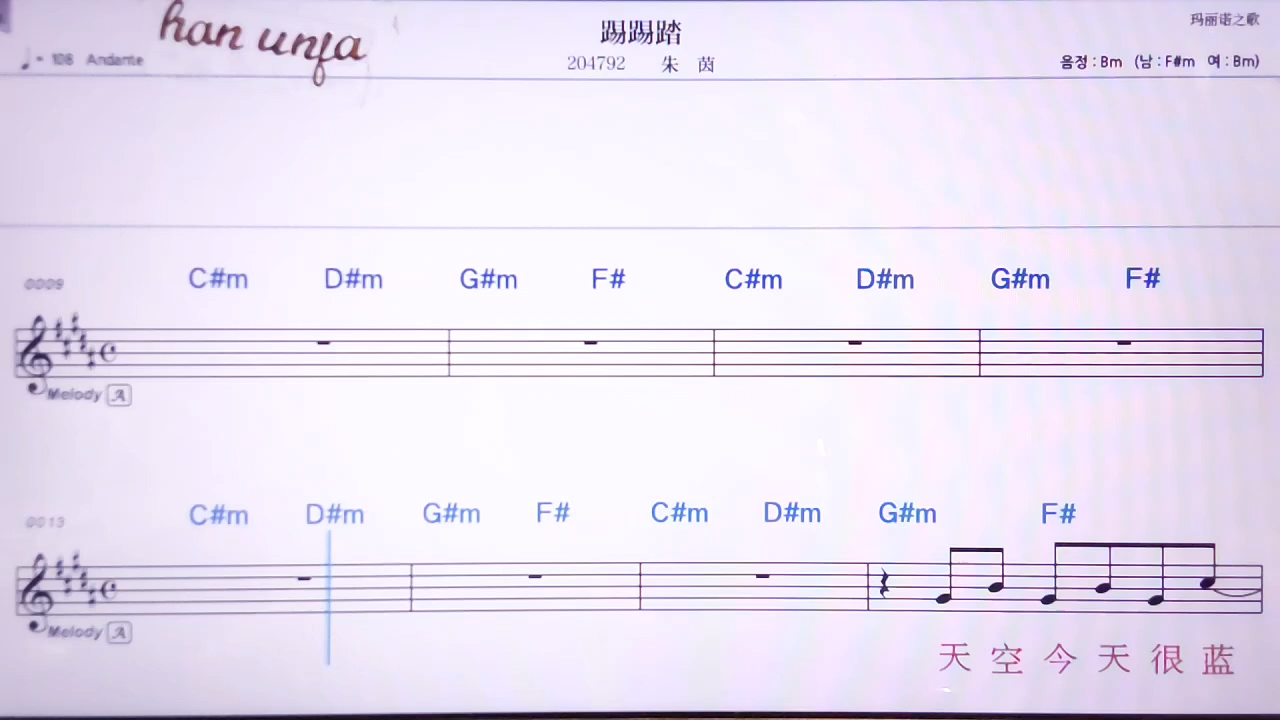 han unja
踢踢踏
玛丽诺之歌
♩= 108 Andante
204792 朱 茵
음정 : Bm (남 : F#m 여 : Bm)
0009
C#m D#m G#m F# C#m D#m G#m F#
Melody A
0013
C#m D#m G#m F# C#m D#m G#m F#
Melody A
天 空 今 天 很 蓝